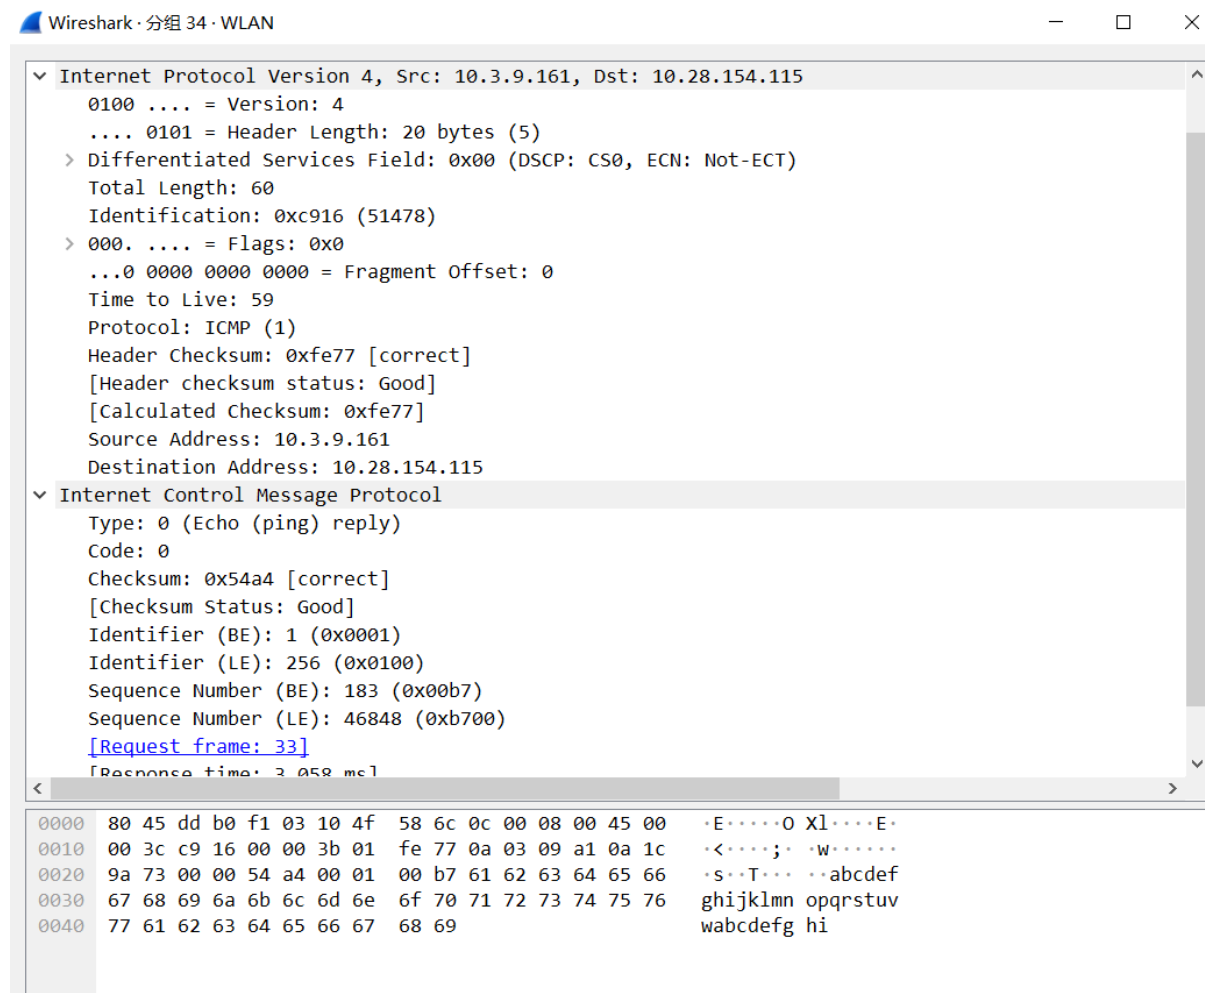 Wireshark · 分组 34 · WLAN
Internet Protocol Version 4, Src: 10.3.9.161, Dst: 10.28.154.115
0100 .... = Version: 4
.... 0101 = Header Length: 20 bytes (5)
Differentiated Services Field: 0x00 (DSCP: CS0, ECN: Not-ECT)
Total Length: 60
Identification: 0xc916 (51478)
000. .... = Flags: 0x0
...0 0000 0000 0000 = Fragment Offset: 0
Time to Live: 59
Protocol: ICMP (1)
Header Checksum: 0xfe77 [correct]
[Header checksum status: Good]
[Calculated Checksum: 0xfe77]
Source Address: 10.3.9.161
Destination Address: 10.28.154.115
Internet Control Message Protocol
Type: 0 (Echo (ping) reply)
Code: 0
Checksum: 0x54a4 [correct]
[Checksum Status: Good]
Identifier (BE): 1 (0x0001)
Identifier (LE): 256 (0x0100)
Sequence Number (BE): 183 (0x00b7)
Sequence Number (LE): 46848 (0xb700)
[Request frame: 33]
[Response time: 3.058 ms]
0000 80 45 dd b0 f1 03 10 4f 58 6c 0c 00 08 00 45 00 ·E·····O Xl····E·
0010 00 3c c9 16 00 00 3b 01 fe 77 0a 03 09 a1 0a 1c ·<····;· ·w······
0020 9a 73 00 00 54 a4 00 01 00 b7 61 62 63 64 65 66 ·s··T··· ··abcdef
0030 67 68 69 6a 6b 6c 6d 6e 6f 70 71 72 73 74 75 76 ghijklmn opqrstuv
0040 77 61 62 63 64 65 66 67 68 69 wabcdefg hi